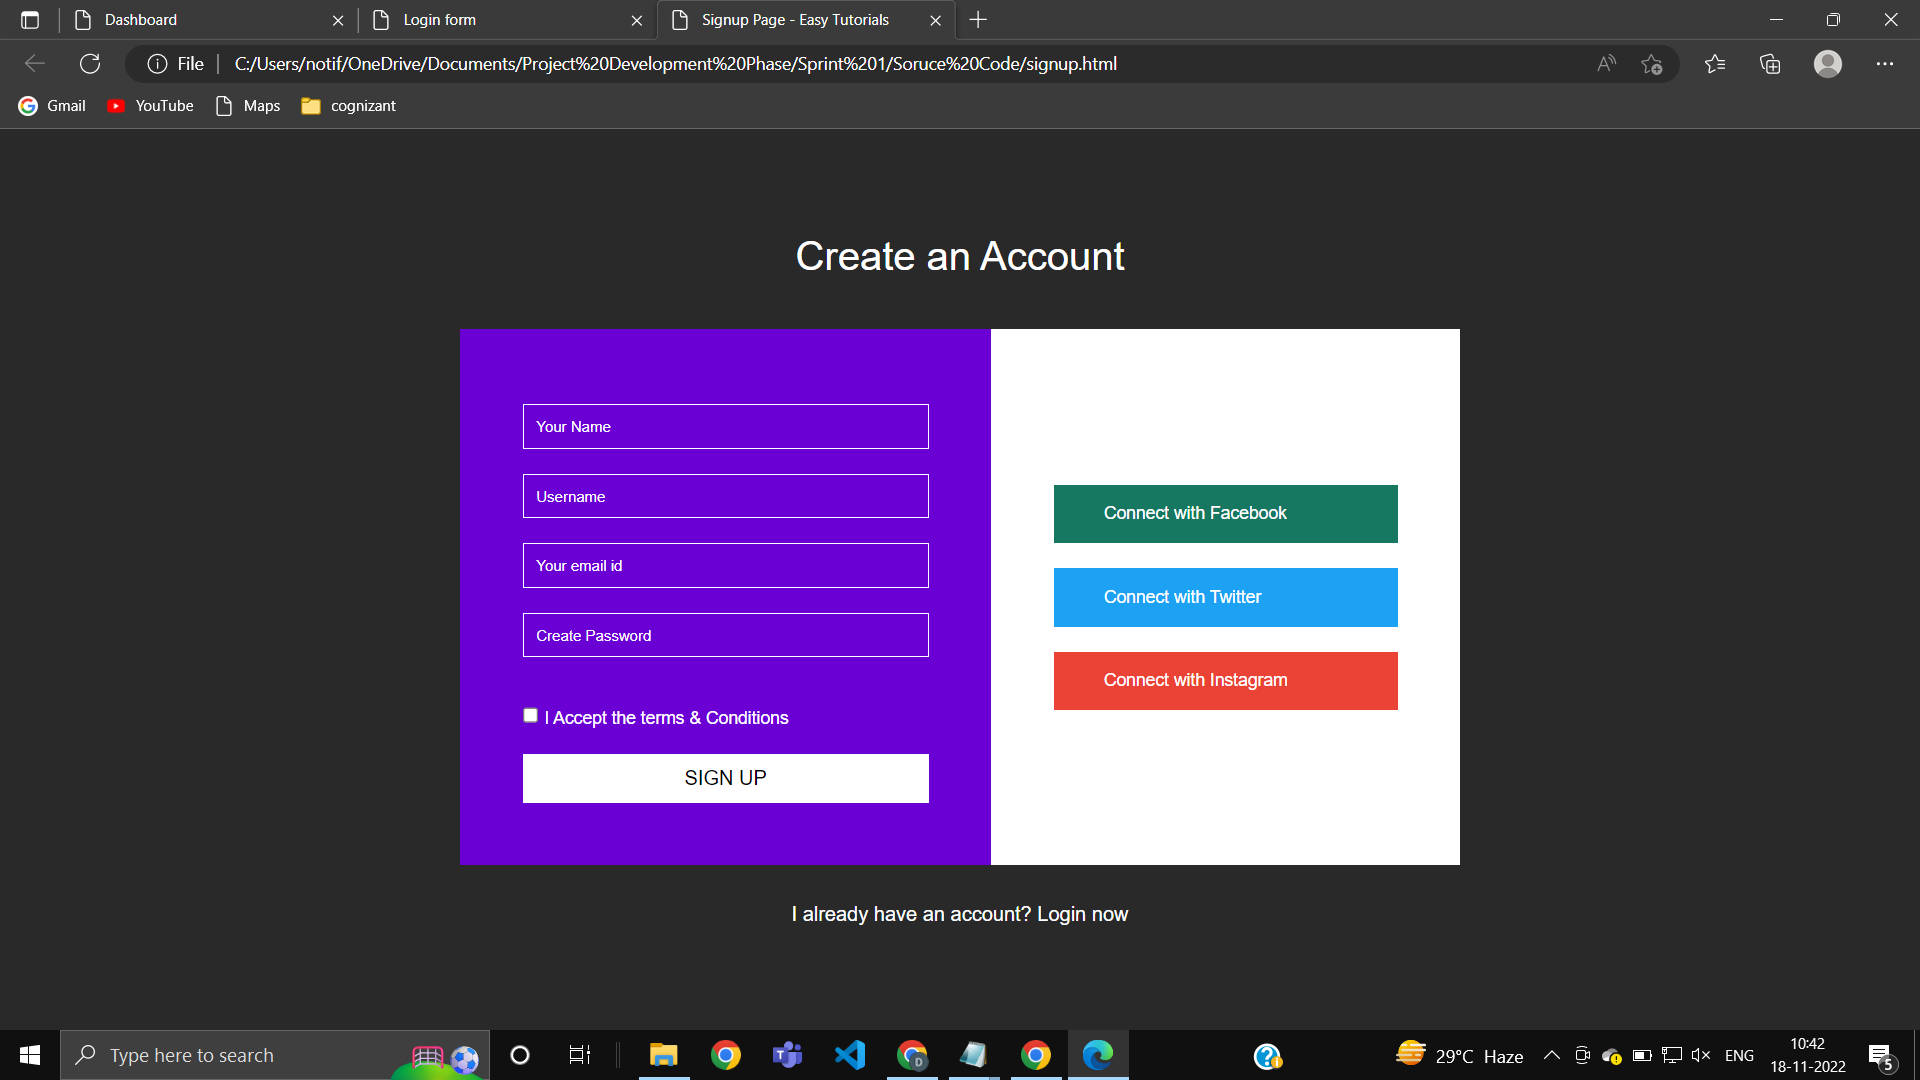 Dashboard
Login form
Signup Page - Easy Tutorials
File
C:/Users/notif/OneDrive/Documents/Project%20Development%20Phase/Sprint%201/Soruce%20Code/signup.html
Gmail
YouTube
Maps
cognizant
Create an Account
Your Name
Username
Your email id
Create Password
I Accept the terms & Conditions
SIGN UP
Connect with Facebook
Connect with Twitter
Connect with Instagram
I already have an account? Login now
Type here to search
29°C Haze
ENG
10:42
18-11-2022
5